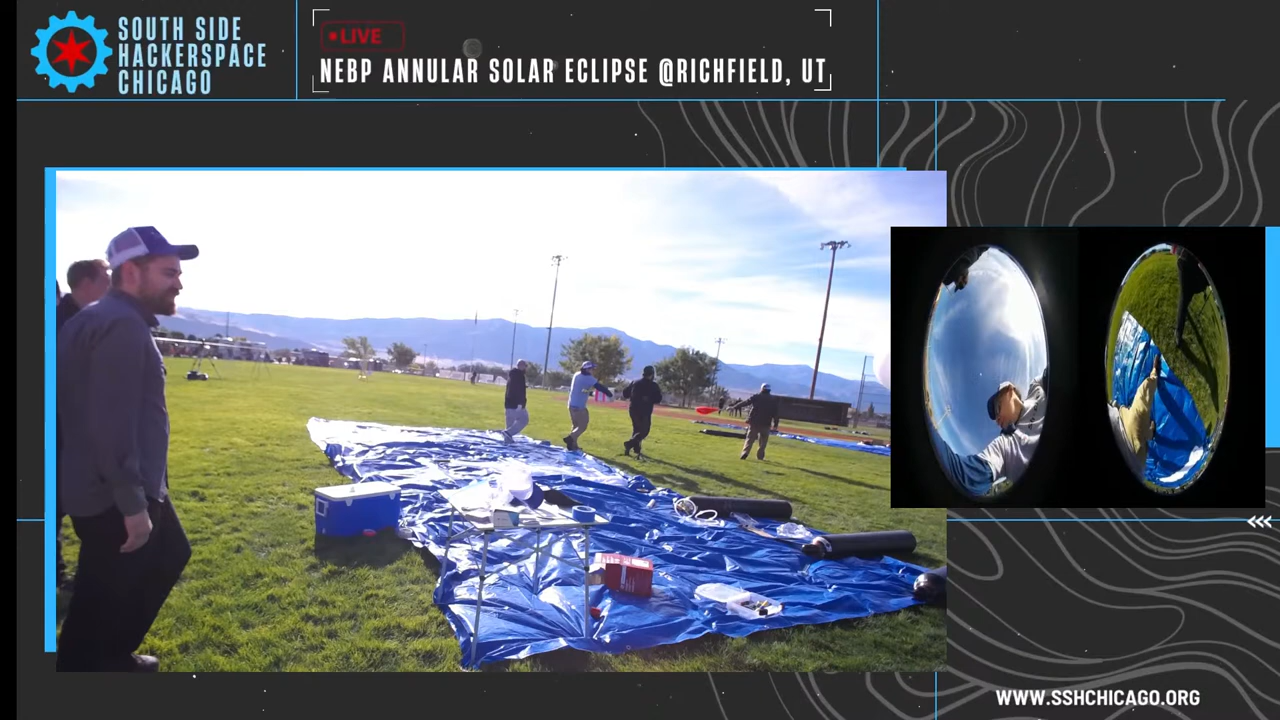 SOUTH SIDE
HACKERSPACE
CHICAGO
LIVE
NEBP ANNULAR SOLAR ECLIPSE @RICHFIELD, UT
WWW.SSHCHICAGO.ORG